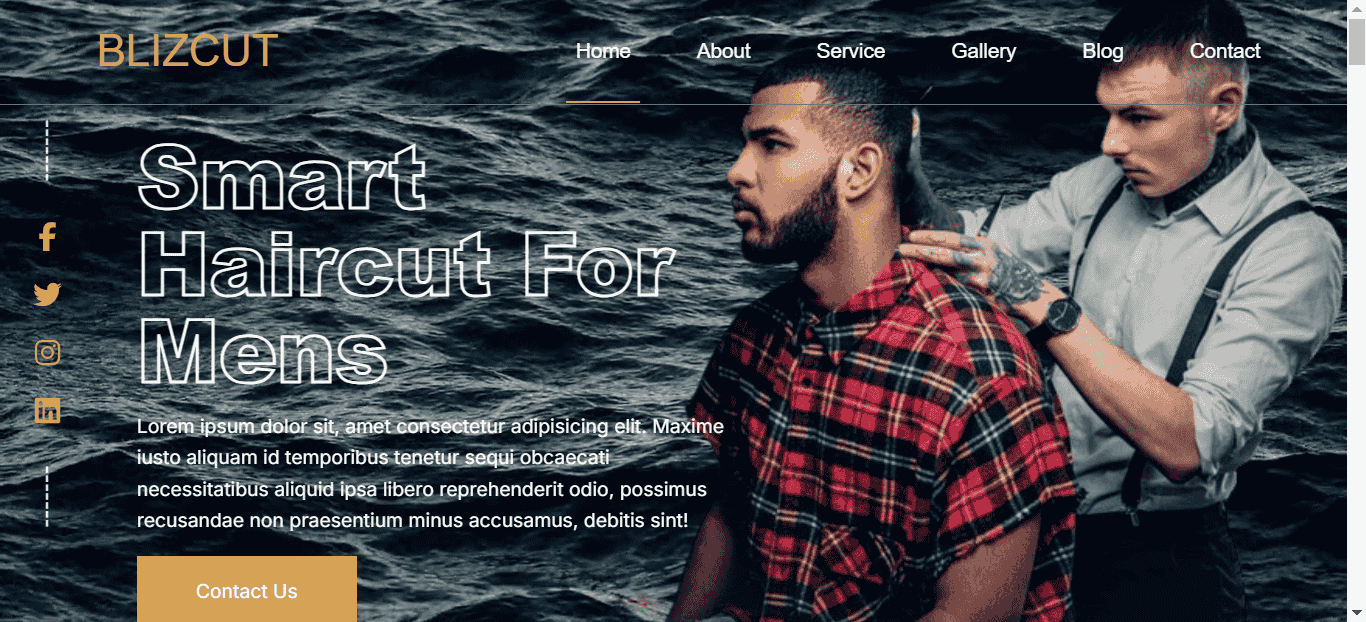 BLIZCUT
Home About Service Gallery Blog Contact
Smart
Haircut For
Mens
Lorem ipsum dolor sit, amet consectetur adipisicing elit. Maxime
iusto aliquam id temporibus tenetur sequi obcaecati
necessitatibus aliquid ipsa libero reprehenderit odio, possimus
recusandae non praesentium minus accusamus, debitis sint!
Contact Us